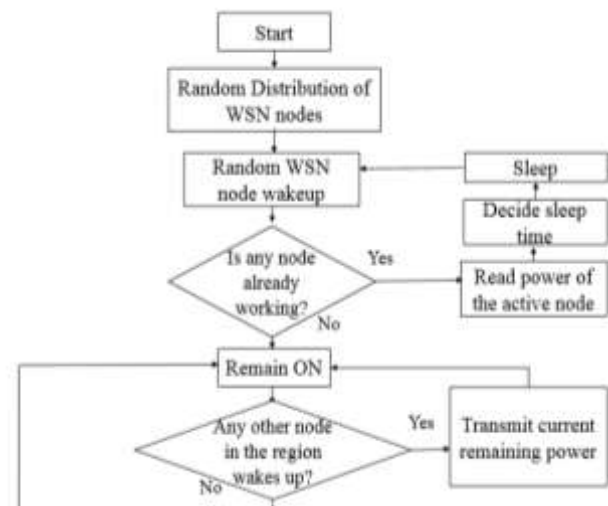 Start
Random Distribution of
WSN nodes
Random WSN
node wakeup
Sleep
Decide sleep
time
Is any node
already
working?
Yes
Read power of
the active node
No
Remain ON
Any other node
in the region
wakes up?
Yes
Transmit current
remaining power
No